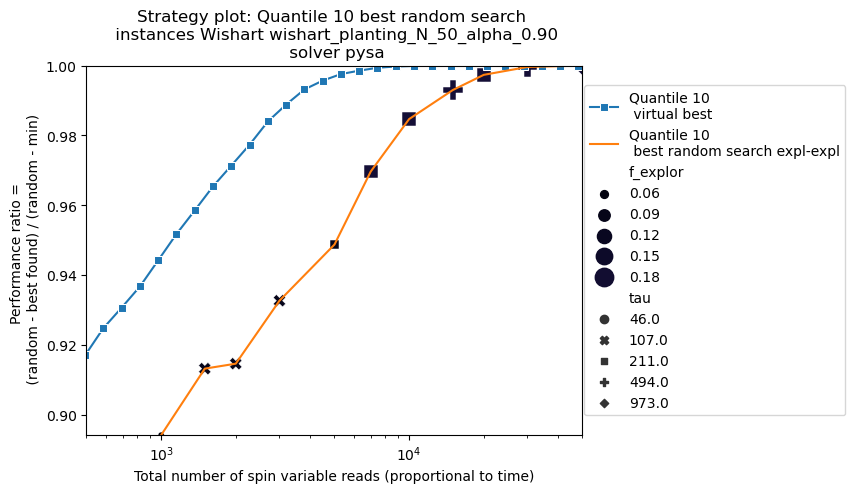 Strategy plot: Quantile 10 best random search
instances Wishart wishart_planting_N_50_alpha_0.90
solver pysa
Performance ratio =
(random - best found) / (random - min)
1.00
0.98
0.96
0.94
0.92
0.90
10³
10⁴
Total number of spin variable reads (proportional to time)
Quantile 10
virtual best
Quantile 10
best random search expl-expl
f_explor
0.06
0.09
0.12
0.15
0.18
tau
46.0
107.0
211.0
494.0
973.0